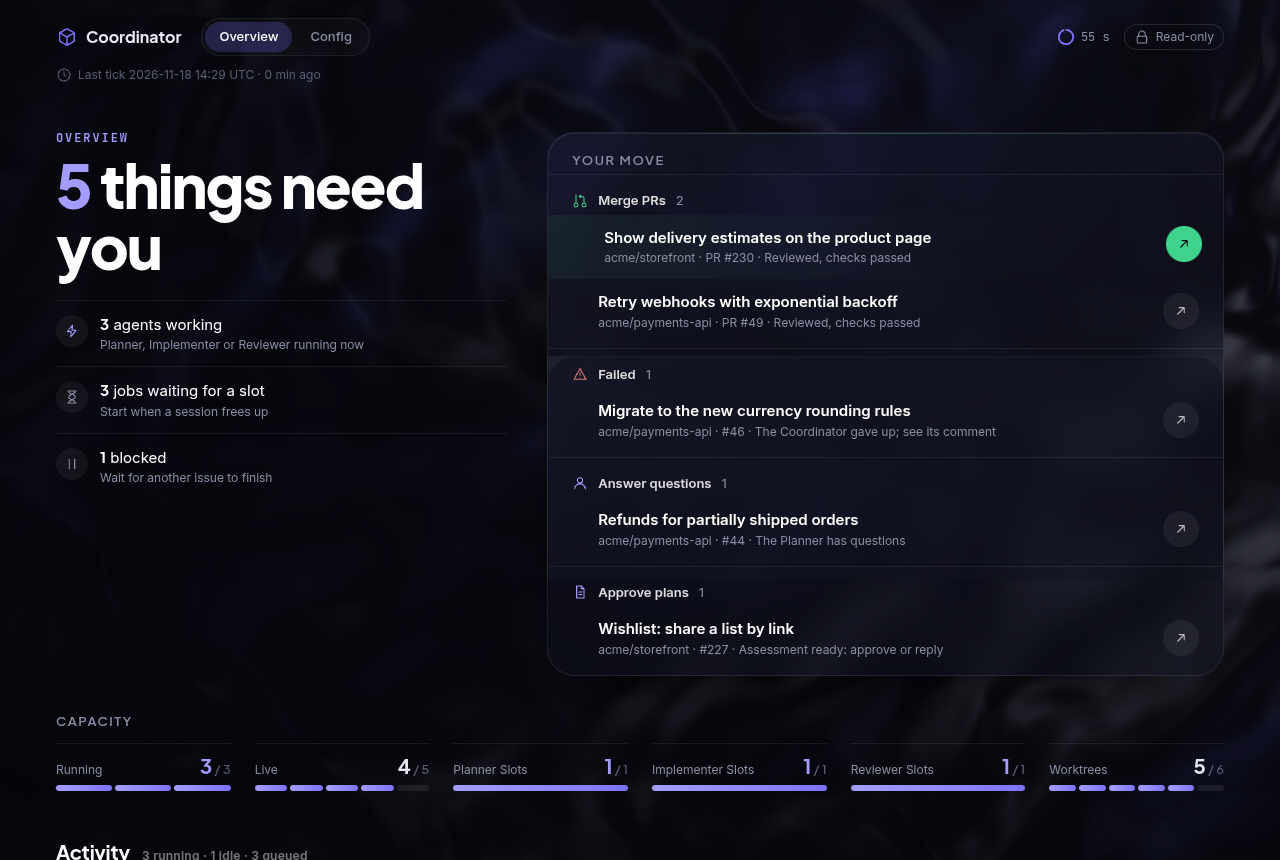 Coordinator
Overview
Config
55 s
Read-only
Last tick 2026-11-18 14:29 UTC · 0 min ago
OVERVIEW
5 things need
you
3 agents working
Planner, Implementer or Reviewer running now
3 jobs waiting for a slot
Start when a session frees up
1 blocked
Wait for another issue to finish
YOUR MOVE
Merge PRs 2
Show delivery estimates on the product page
acme/storefront · PR #230 · Reviewed, checks passed
Retry webhooks with exponential backoff
acme/payments-api · PR #49 · Reviewed, checks passed
Failed 1
Migrate to the new currency rounding rules
acme/payments-api · #46 · The Coordinator gave up; see its comment
Answer questions 1
Refunds for partially shipped orders
acme/payments-api · #44 · The Planner has questions
Approve plans 1
Wishlist: share a list by link
acme/storefront · #227 · Assessment ready: approve or reply
CAPACITY
Running 3 / 3
Live 4 / 5
Planner Slots 1 / 1
Implementer Slots 1 / 1
Reviewer Slots 1 / 1
Worktrees 5 / 6
Activity 3 running · 1 idle · 3 queued